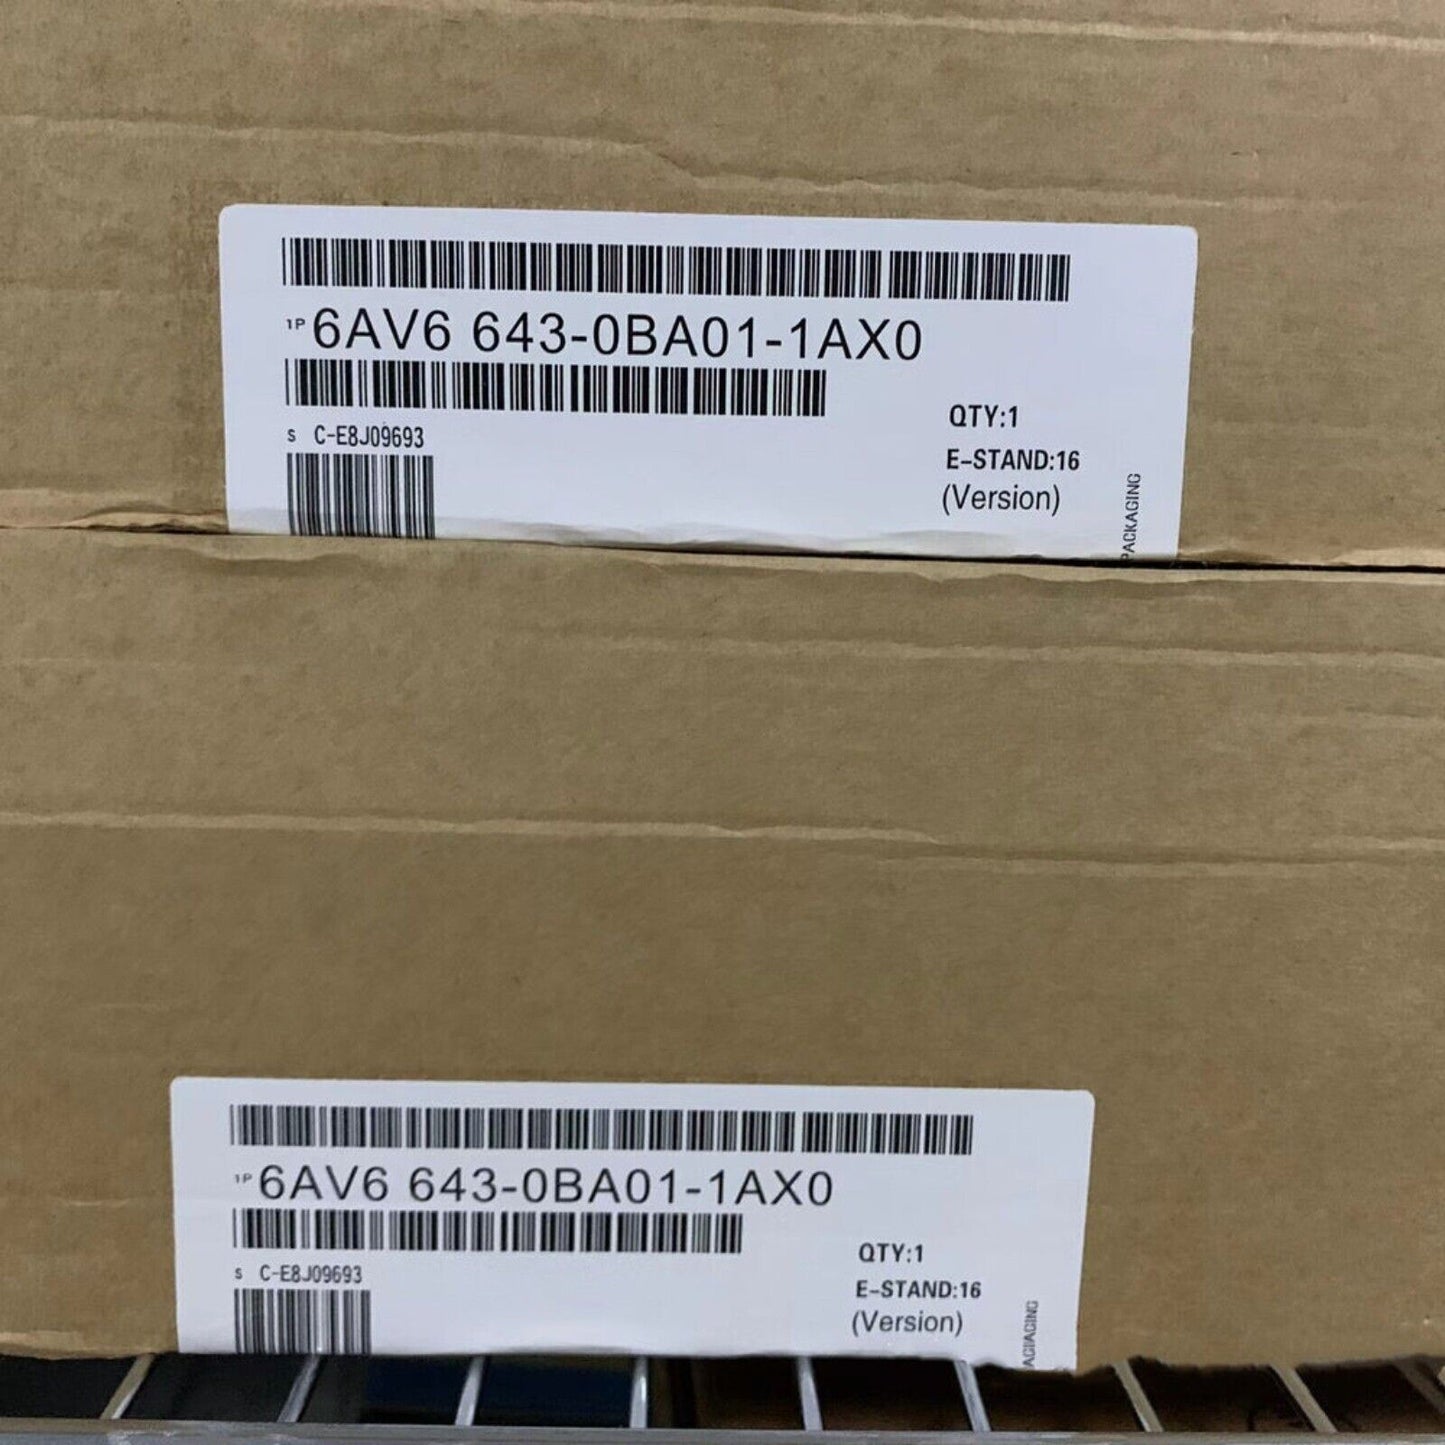 1P 6AV6 643-0BA01-1AX0
S C-E8J09693
QTY:1
E-STAND:16
(Version)
PACKAGING
1P 6AV6 643-0BA01-1AX0
S C-E8J09693
QTY:1
E-STAND:16
(Version)